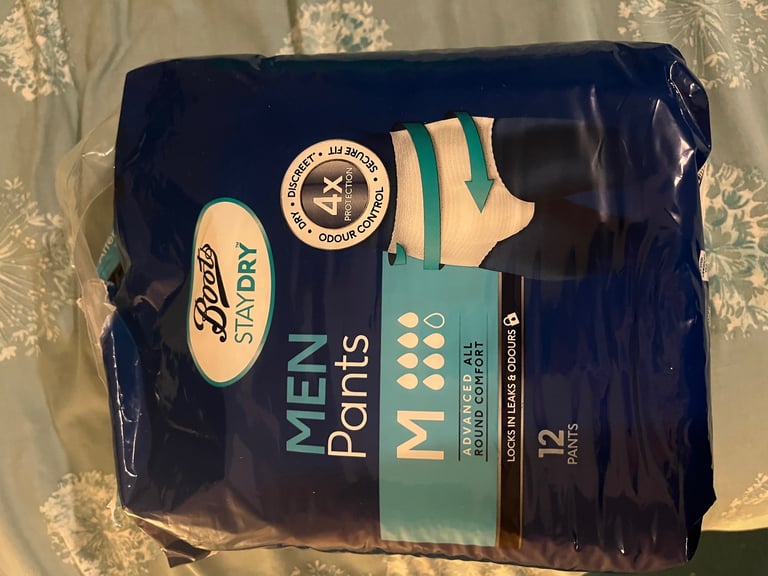 Boots
STAYDRY™
• DRY • DISCREET* • SECURE FIT
4X
PROTECTION
ODOUR CONTROL
MEN
Pants
M
ADVANCED ALL
ROUND COMFORT
LOCKS IN LEAKS & ODOURS
12
PANTS